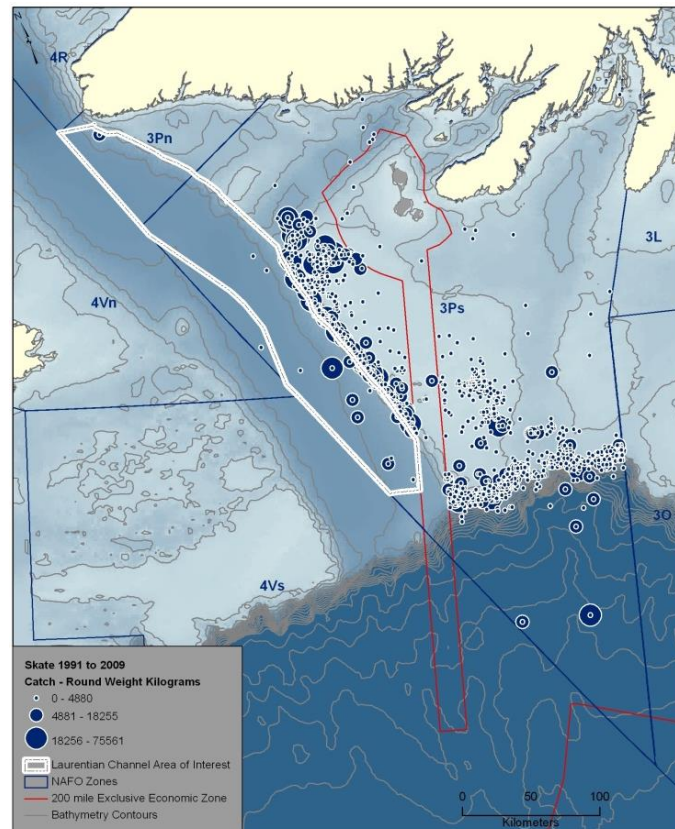 N
4R
3Pn
3L
4Vn
3Ps
3O
4Vs
Skate 1991 to 2009
Catch - Round Weight Kilograms
0 - 4880
4881 - 18255
18256 - 75561
Laurentian Channel Area of Interest
NAFO Zones
200 mile Exclusive Economic Zone
Bathymetry Contours
0 50 100
Kilometers